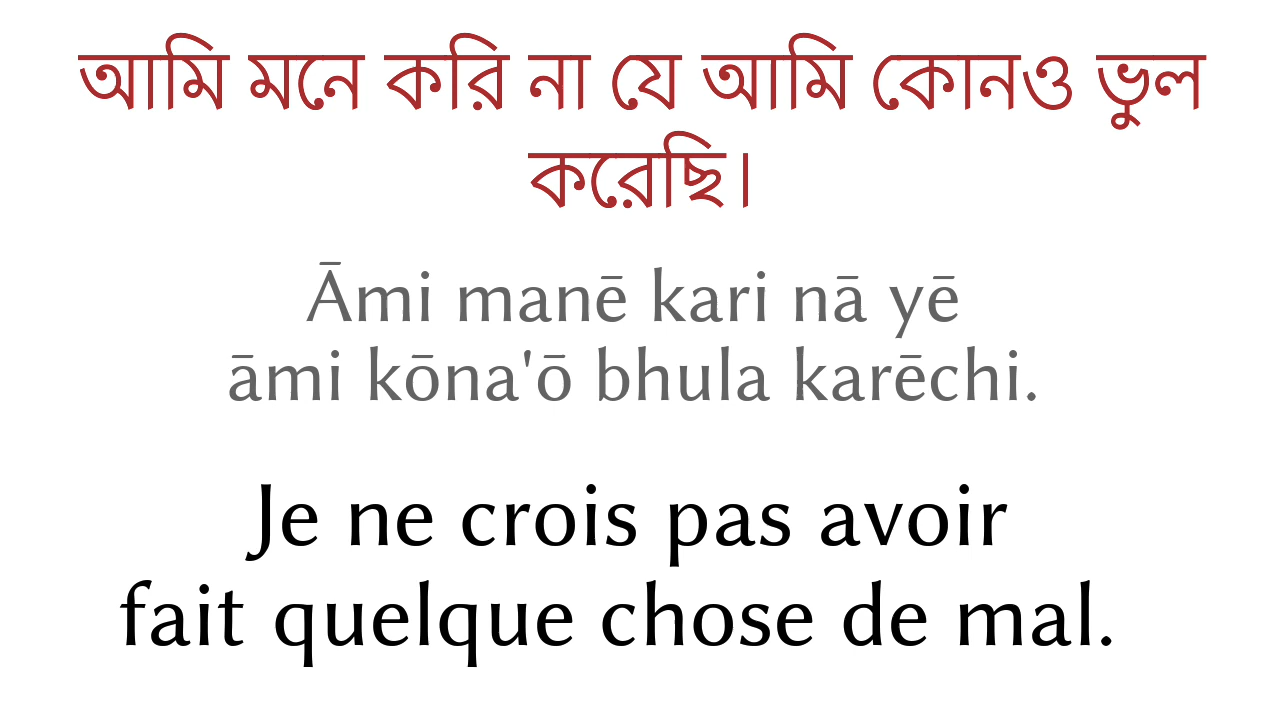 আমি মনে করি না যে আমি কোনও ভুল
করেছি।
Āmi manē kari nā yē
āmi kōna'ō bhula karēchi.
Je ne crois pas avoir
fait quelque chose de mal.